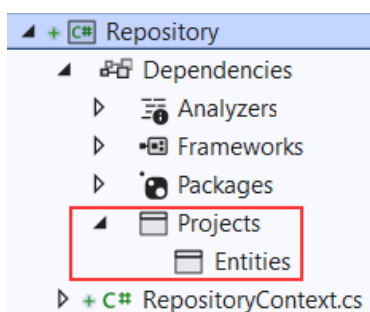 + C# Repository
Dependencies
Analyzers
Frameworks
Packages
Projects
Entities
+ C# RepositoryContext.cs